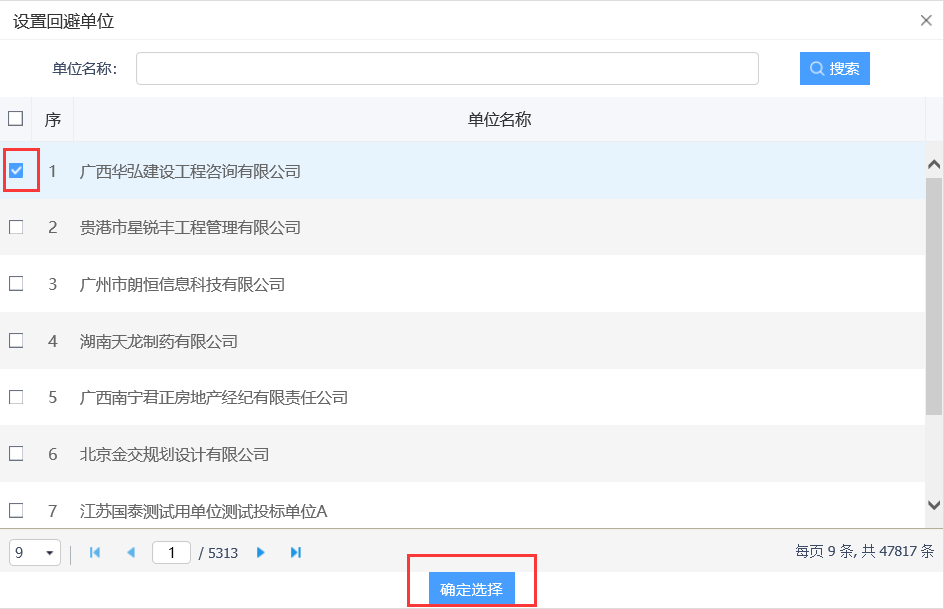 设置回避单位
单位名称: 搜索
序 单位名称
1 广西华弘建设工程咨询有限公司
2 贵港市星锐丰工程管理有限公司
3 广州市朗恒信息科技有限公司
4 湖南天龙制药有限公司
5 广西南宁君正房地产经纪有限责任公司
6 北京金交规划设计有限公司
7 江苏国泰测试用单位测试投标单位A
9 1 / 5313 每页 9 条, 共 47817 条
确定选择